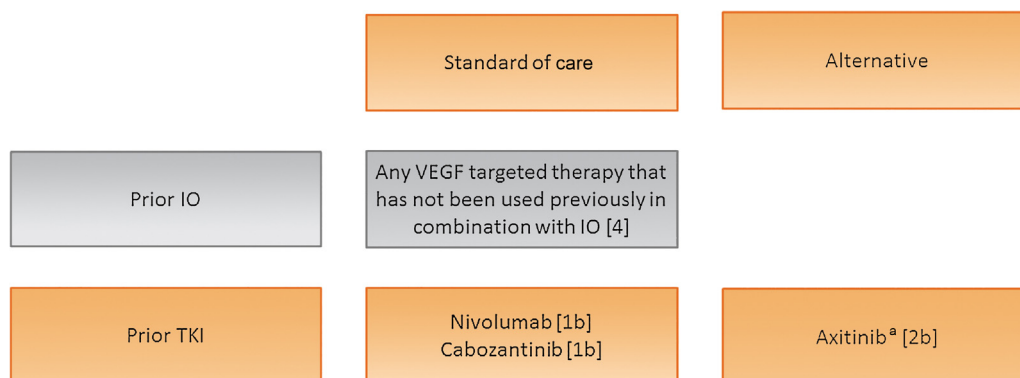 Standard of care
Alternative
Prior IO
Any VEGF targeted therapy that
has not been used previously in
combination with IO [4]
Prior TKI
Nivolumab [1b]
Cabozantinib [1b]
Axitinibᵃ [2b]